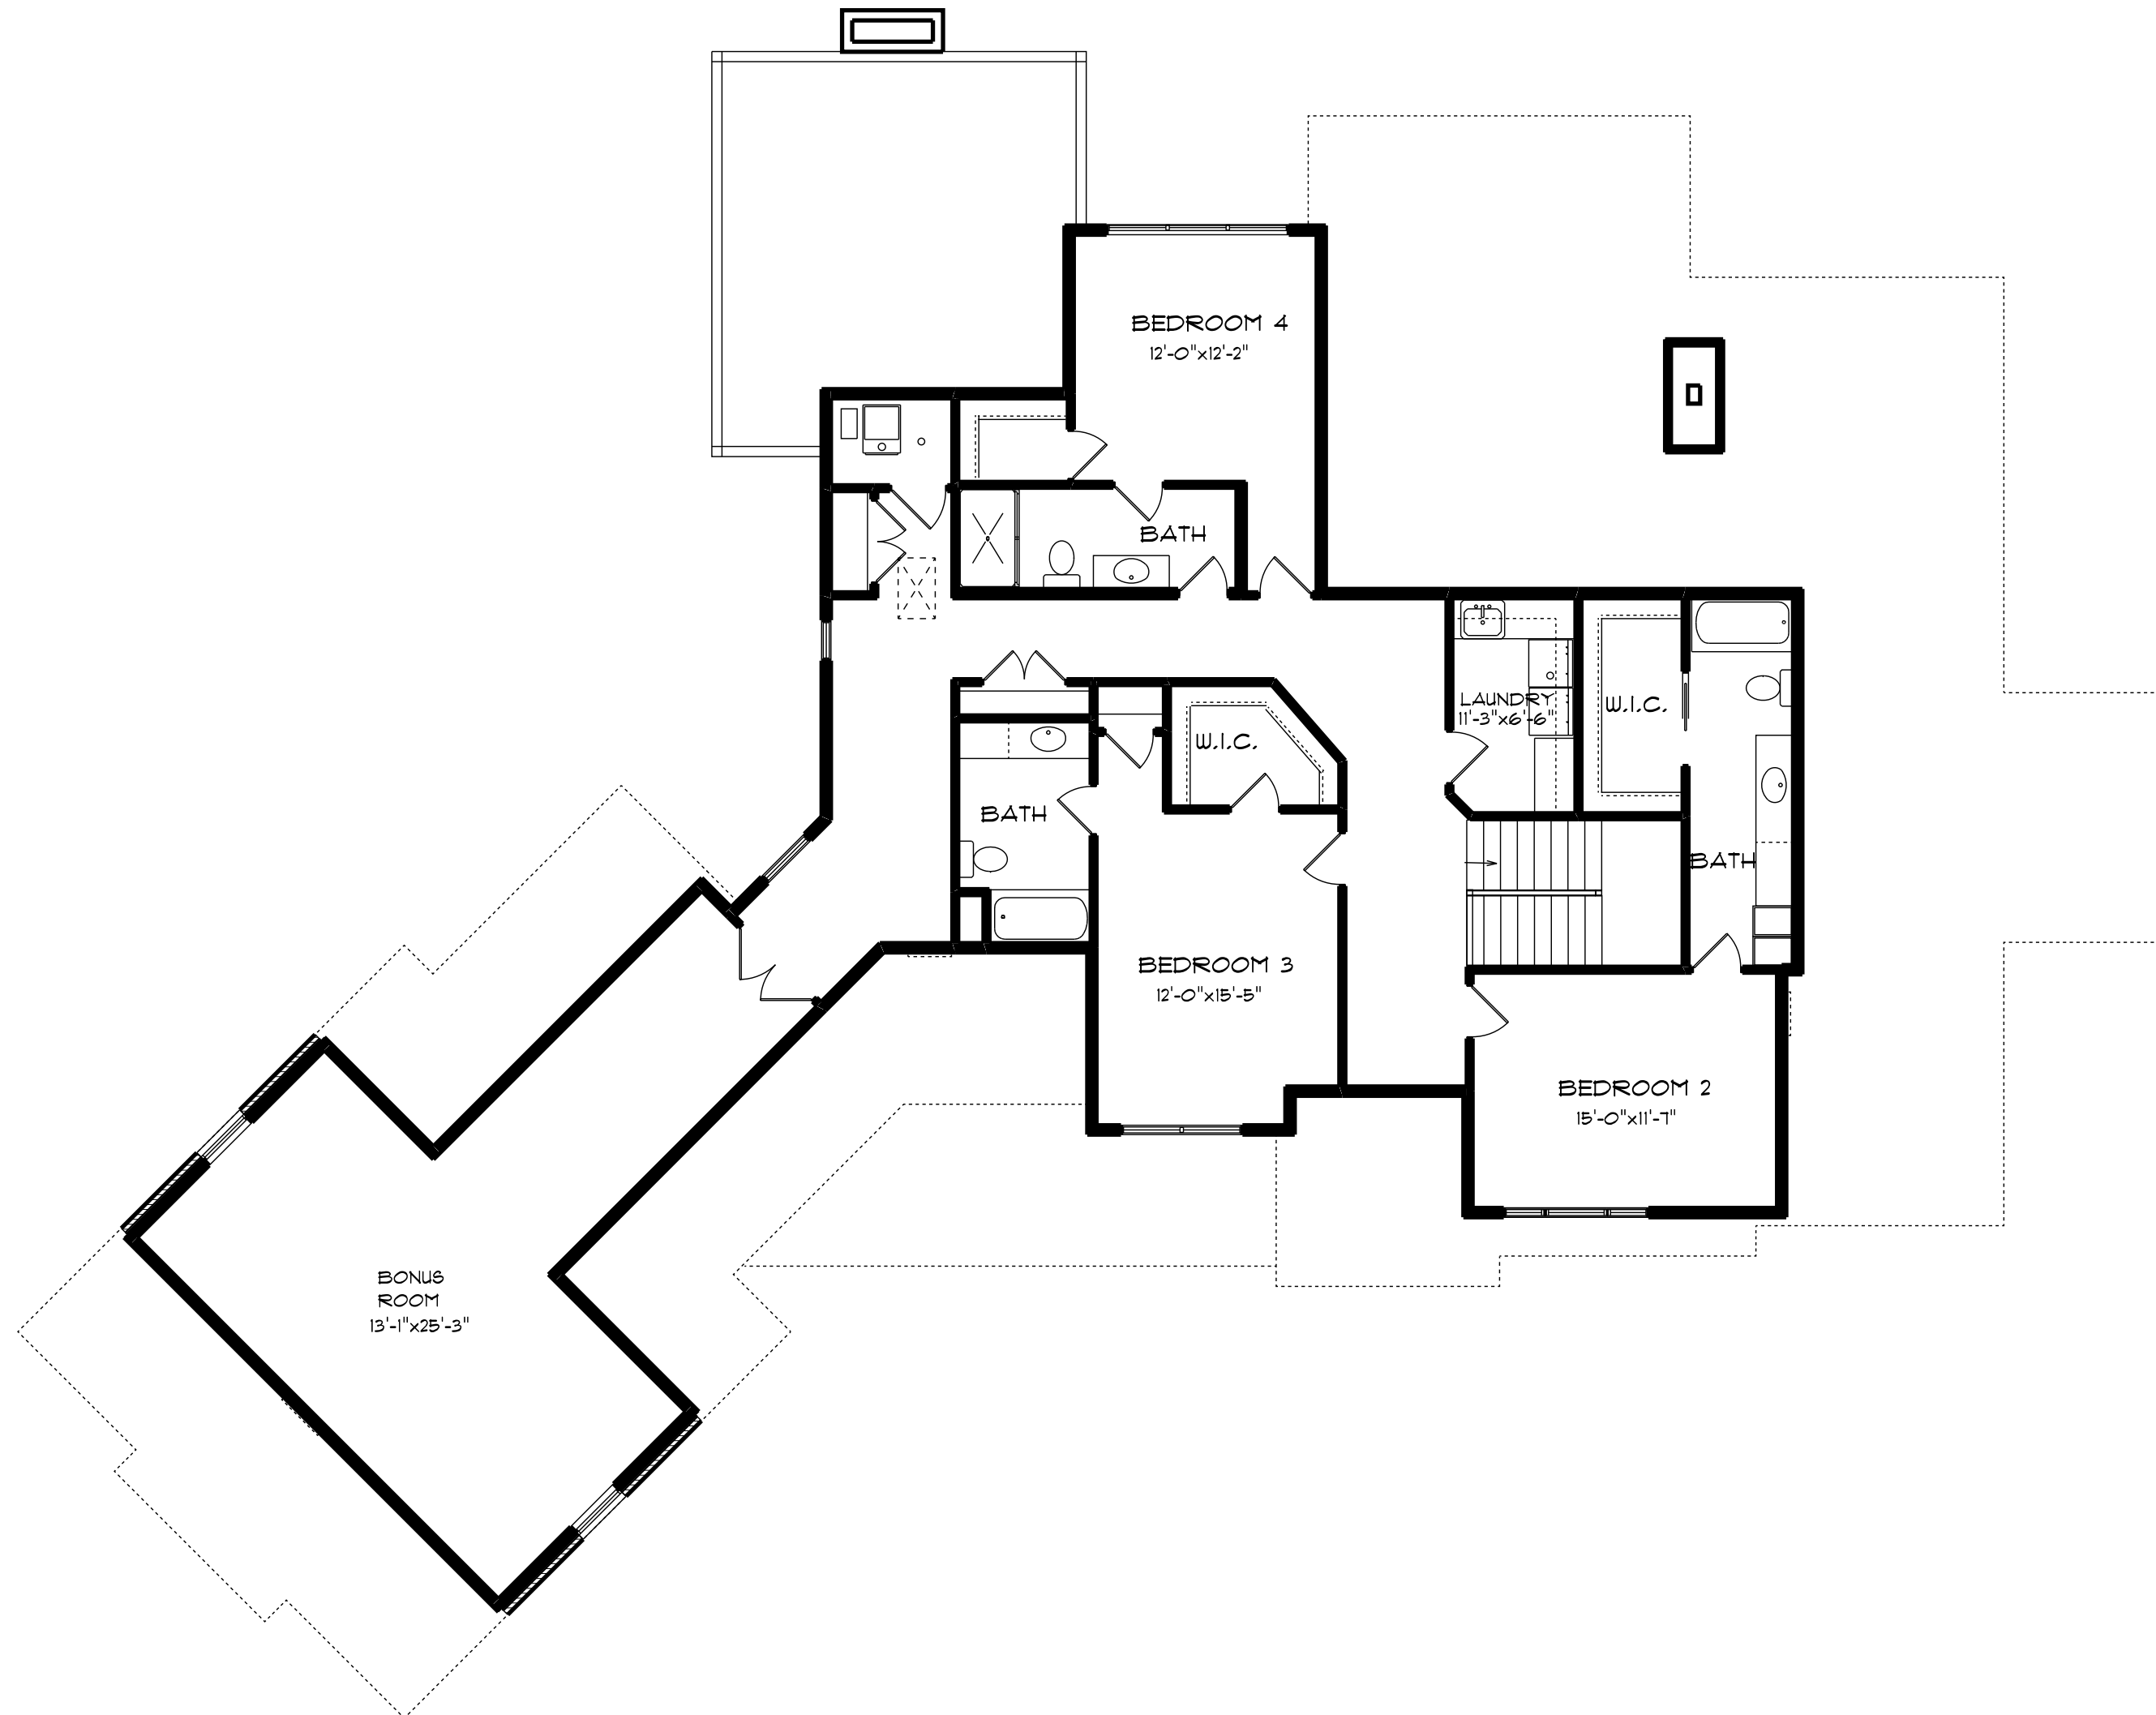 BEDROOM 4
12'-0"x12'-2"
BATH
LAUNDRY
11'-3"x6'-6"
W.I.C.
W.I.C.
BATH
BATH
BEDROOM 3
12'-0"x15'-5"
BEDROOM 2
15'-0"x11'-7"
BONUS
ROOM
13'-1"x25'-3"